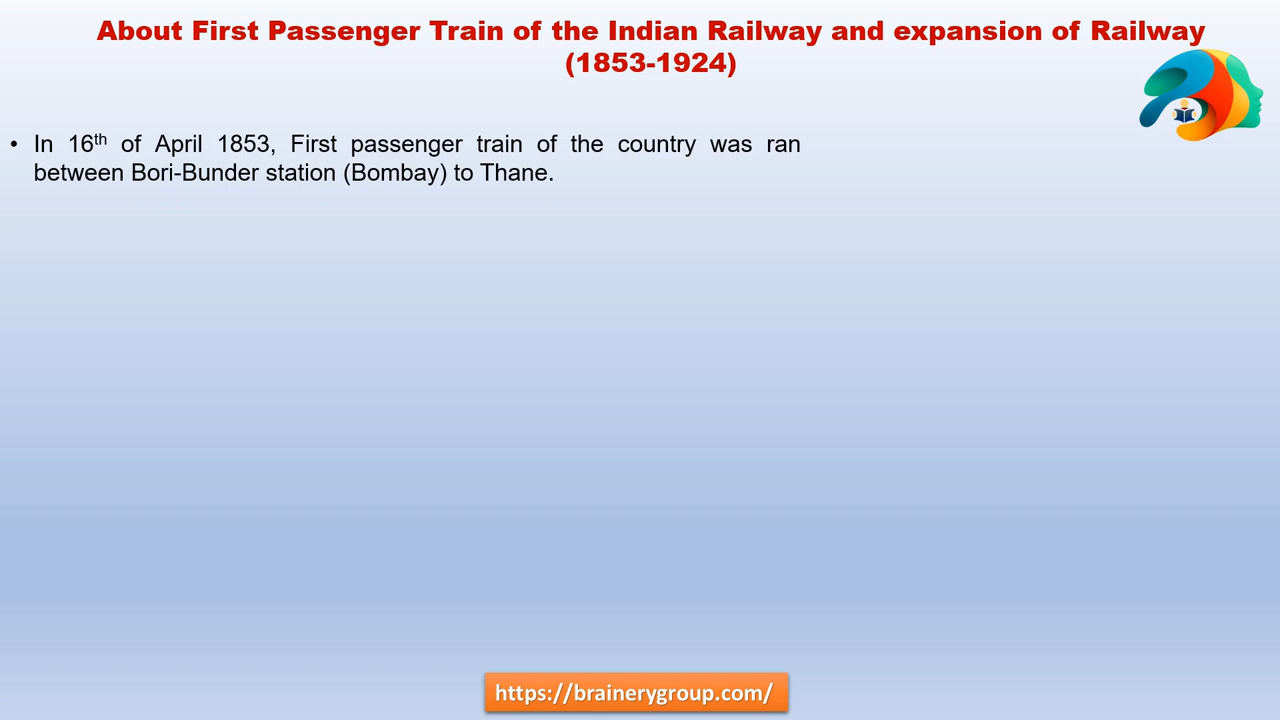 About First Passenger Train of the Indian Railway and expansion of Railway
(1853-1924)
• In 16th of April 1853, First passenger train of the country was ran
between Bori-Bunder station (Bombay) to Thane.
https://brainerygroup.com/